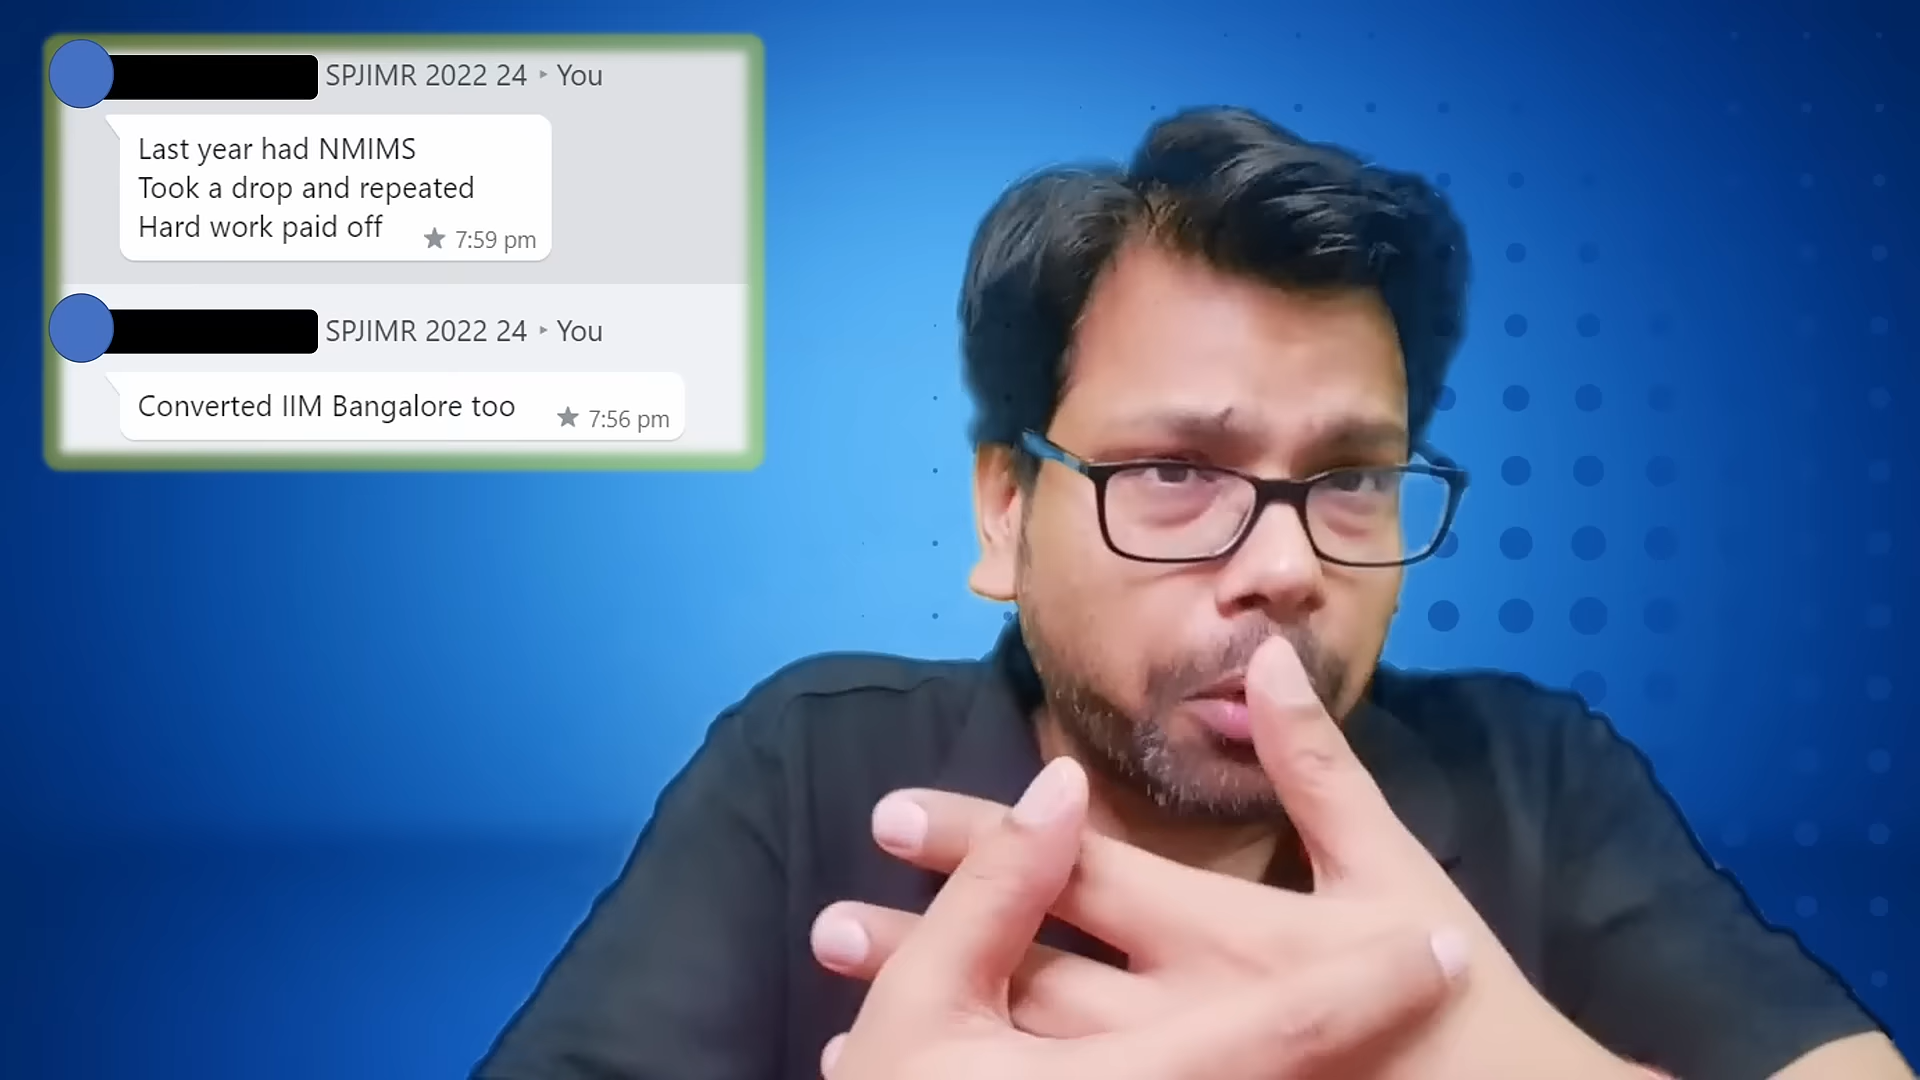 SPJIMR 2022 24 ▸ You
Last year had NMIMS
Took a drop and repeated
Hard work paid off ★ 7:59 pm
SPJIMR 2022 24 ▸ You
Converted IIM Bangalore too ★ 7:56 pm